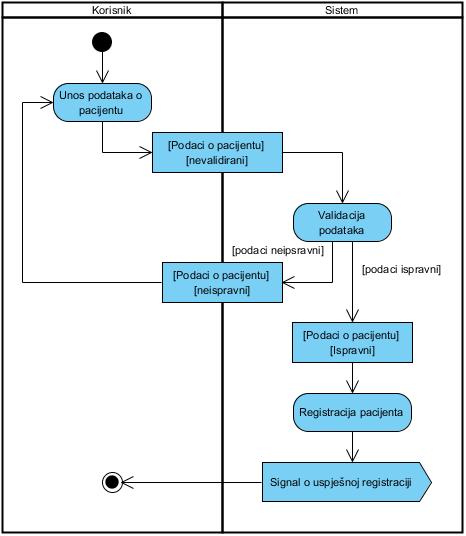 Korisnik
Sistem
Unos podataka o
pacijentu
[Podaci o pacijentu]
[nevalidirani]
Validacija
podataka
[podaci neipsravni]
[podaci ispravni]
[Podaci o pacijentu]
[neispravni]
[Podaci o pacijentu]
[Ispravni]
Registracija pacijenta
Signal o uspješnoj registraciji